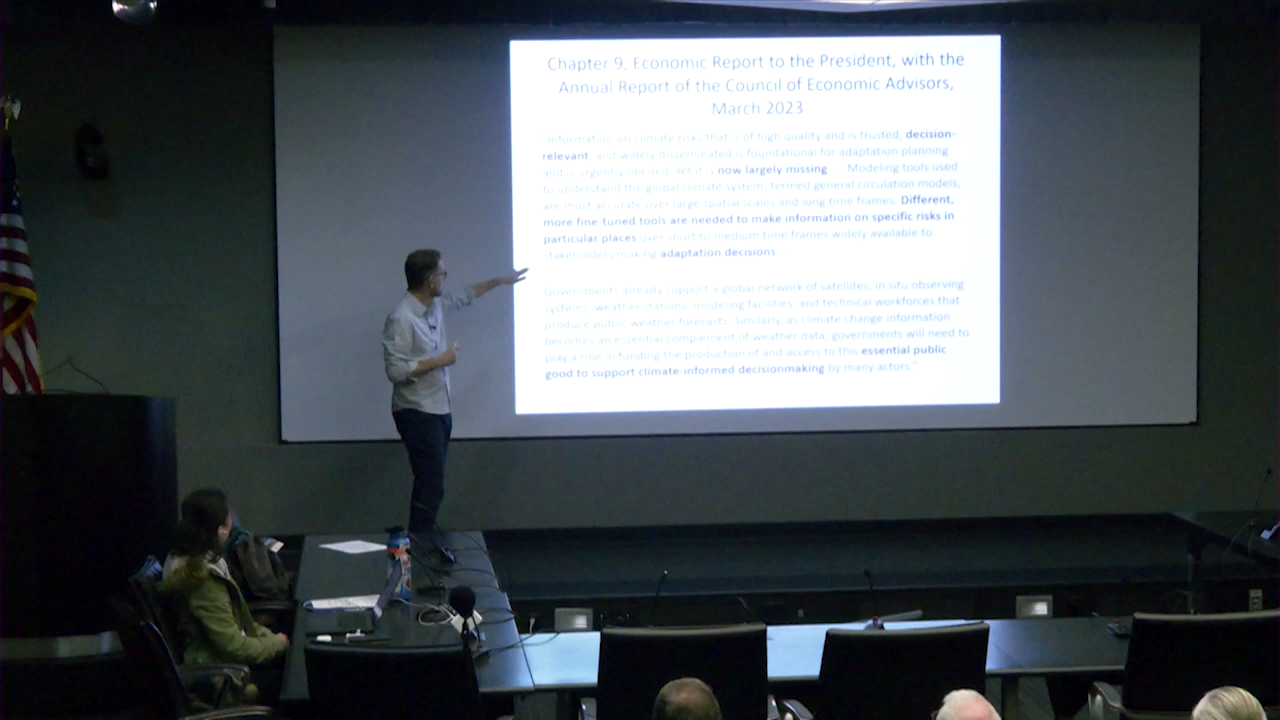 Chapter 9, Economic Report to the President, with the
Annual Report of the Council of Economic Advisors,
March 2023
"Information on climate risks that is of high quality and is trusted, decision-
relevant, and widely disseminated is foundational for adaptation planning
and is urgently needed. Yet it is now largely missing Modeling tools used
to understand the global climate system, termed general circulation models,
are most accurate over large spatial scales and long time frames. Different,
more fine-tuned tools are needed to make information on specific risks in
particular places over short to medium time frames widely available to
stakeholders making adaptation decisions
Governments already support a global network of satellites, in situ observing
systems, weather stations, modeling facilities, and technical workforces that
produce public weather forecasts. Similarly, as climate change information
becomes an essential complement of weather data, governments will need to
play a role in funding the production of and access to this essential public
good to support climate-informed decisionmaking by many actors."